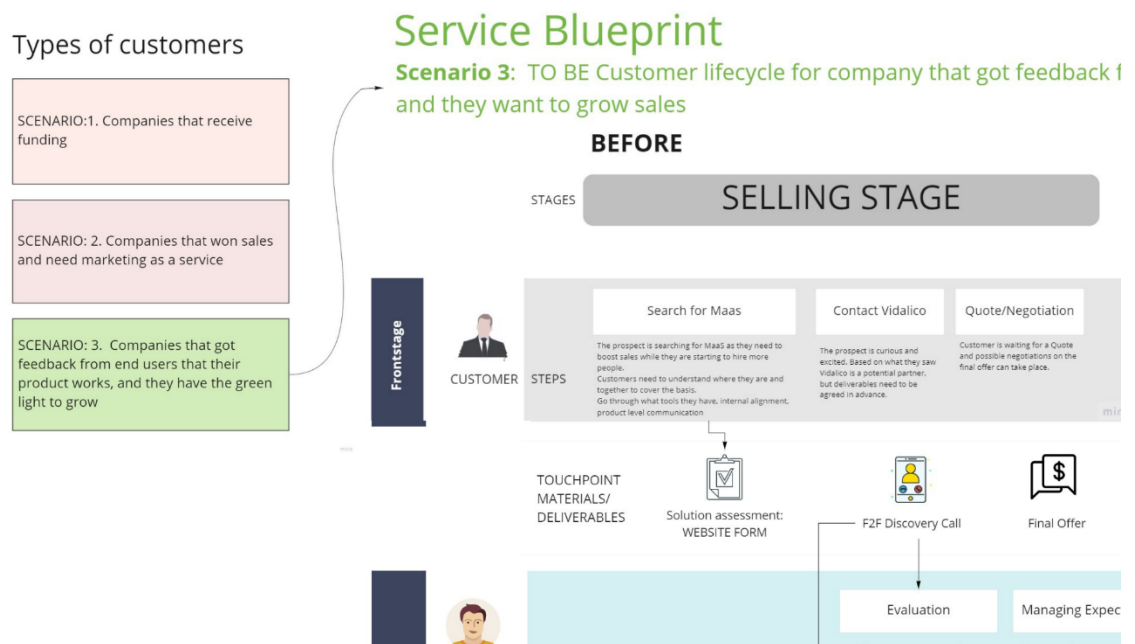 Types of customers
SCENARIO:1. Companies that receive
funding
SCENARIO: 2. Companies that won sales
and need marketing as a service
SCENARIO: 3. Companies that got
feedback from end users that their
product works, and they have the green
light to grow
Service Blueprint
Scenario 3: TO BE Customer lifecycle for company that got feedback f
and they want to grow sales
BEFORE
STAGES
SELLING STAGE
Frontstage
CUSTOMER
STEPS
Search for Maas
The prospect is searching for MaaS as they need to
boost sales while they are starting to hire more
people.
Customers need to understand where they are and
together to cover the basis.
Go through what tools they have, internal alignment,
product level communication
Contact Vidalico
The prospect is curious and
excited. Based on what they saw
Vidalico is a potential partner,
but deliverables need to be
agreed in advance.
Quote/Negotiation
Customer is waiting for a Quote
and possible negotiations on the
final offer can take place.
miro
TOUCHPOINT
MATERIALS/
DELIVERABLES
Solution assessment:
WEBSITE FORM
F2F Discovery Call
Final Offer
Evaluation
Managing Expec